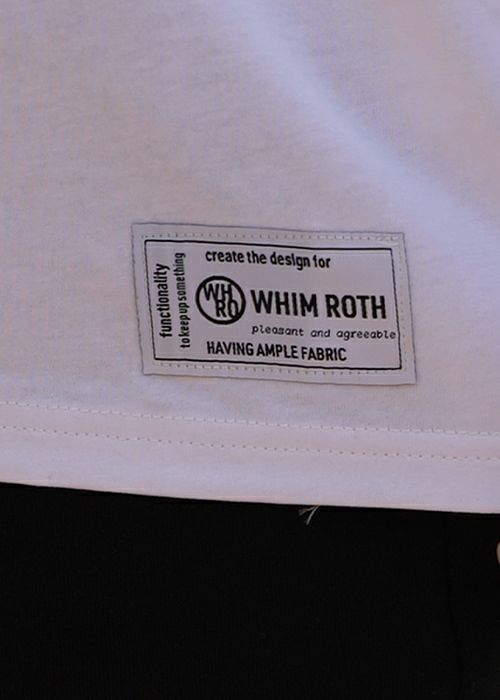 functionality
to keep up something
create the design for
WH
RO
WHIM ROTH
pleasant and agreeable
HAVING AMPLE FABRIC